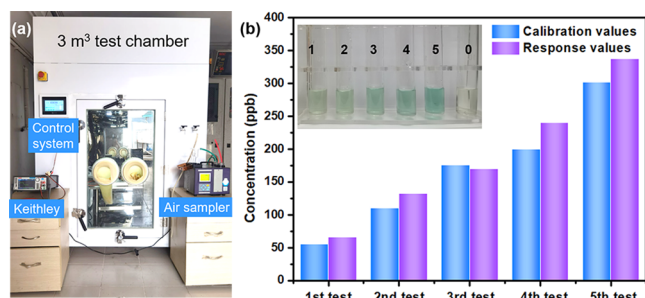 (a)
3 m³ test chamber
Control
system
Keithley
Air sampler
(b)
400
350
300
250
200
150
100
50
0
Concentration (ppb)
Calibration values
Response values
1 2 3 4 5 0
1st test 2nd test 3rd test 4th test 5th test